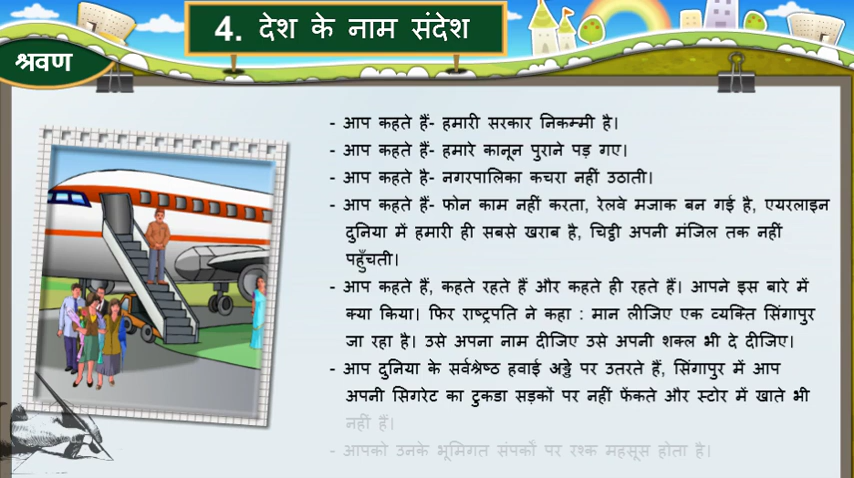 4. देश के नाम संदेश
श्रवण
- आप कहते हैं- हमारी सरकार निकम्मी है।
- आप कहते हैं- हमारे कानून पुराने पड़ गए।
- आप कहते है- नगरपालिका कचरा नहीं उठाती।
- आप कहते हैं- फोन काम नहीं करता, रेलवे मजाक बन गई है, एयरलाइन
दुनिया में हमारी ही सबसे खराब है, चिट्ठी अपनी मंजिल तक नहीं
पहुँचती।
- आप कहते हैं, कहते रहते हैं और कहते ही रहते हैं। आपने इस बारे में
क्या किया। फिर राष्ट्रपति ने कहा : मान लीजिए एक व्यक्ति सिंगापुर
जा रहा है। उसे अपना नाम दीजिए उसे अपनी शक्ल भी दे दीजिए।
- आप दुनिया के सर्वश्रेष्ठ हवाई अड्डे पर उतरते हैं, सिंगापुर में आप
अपनी सिगरेट का टुकडा सड़कों पर नहीं फेंकते और स्टोर में खाते भी
नहीं हैं।
- आपको उनके भूमिगत संपर्कों पर रश्क महसूस होता है।